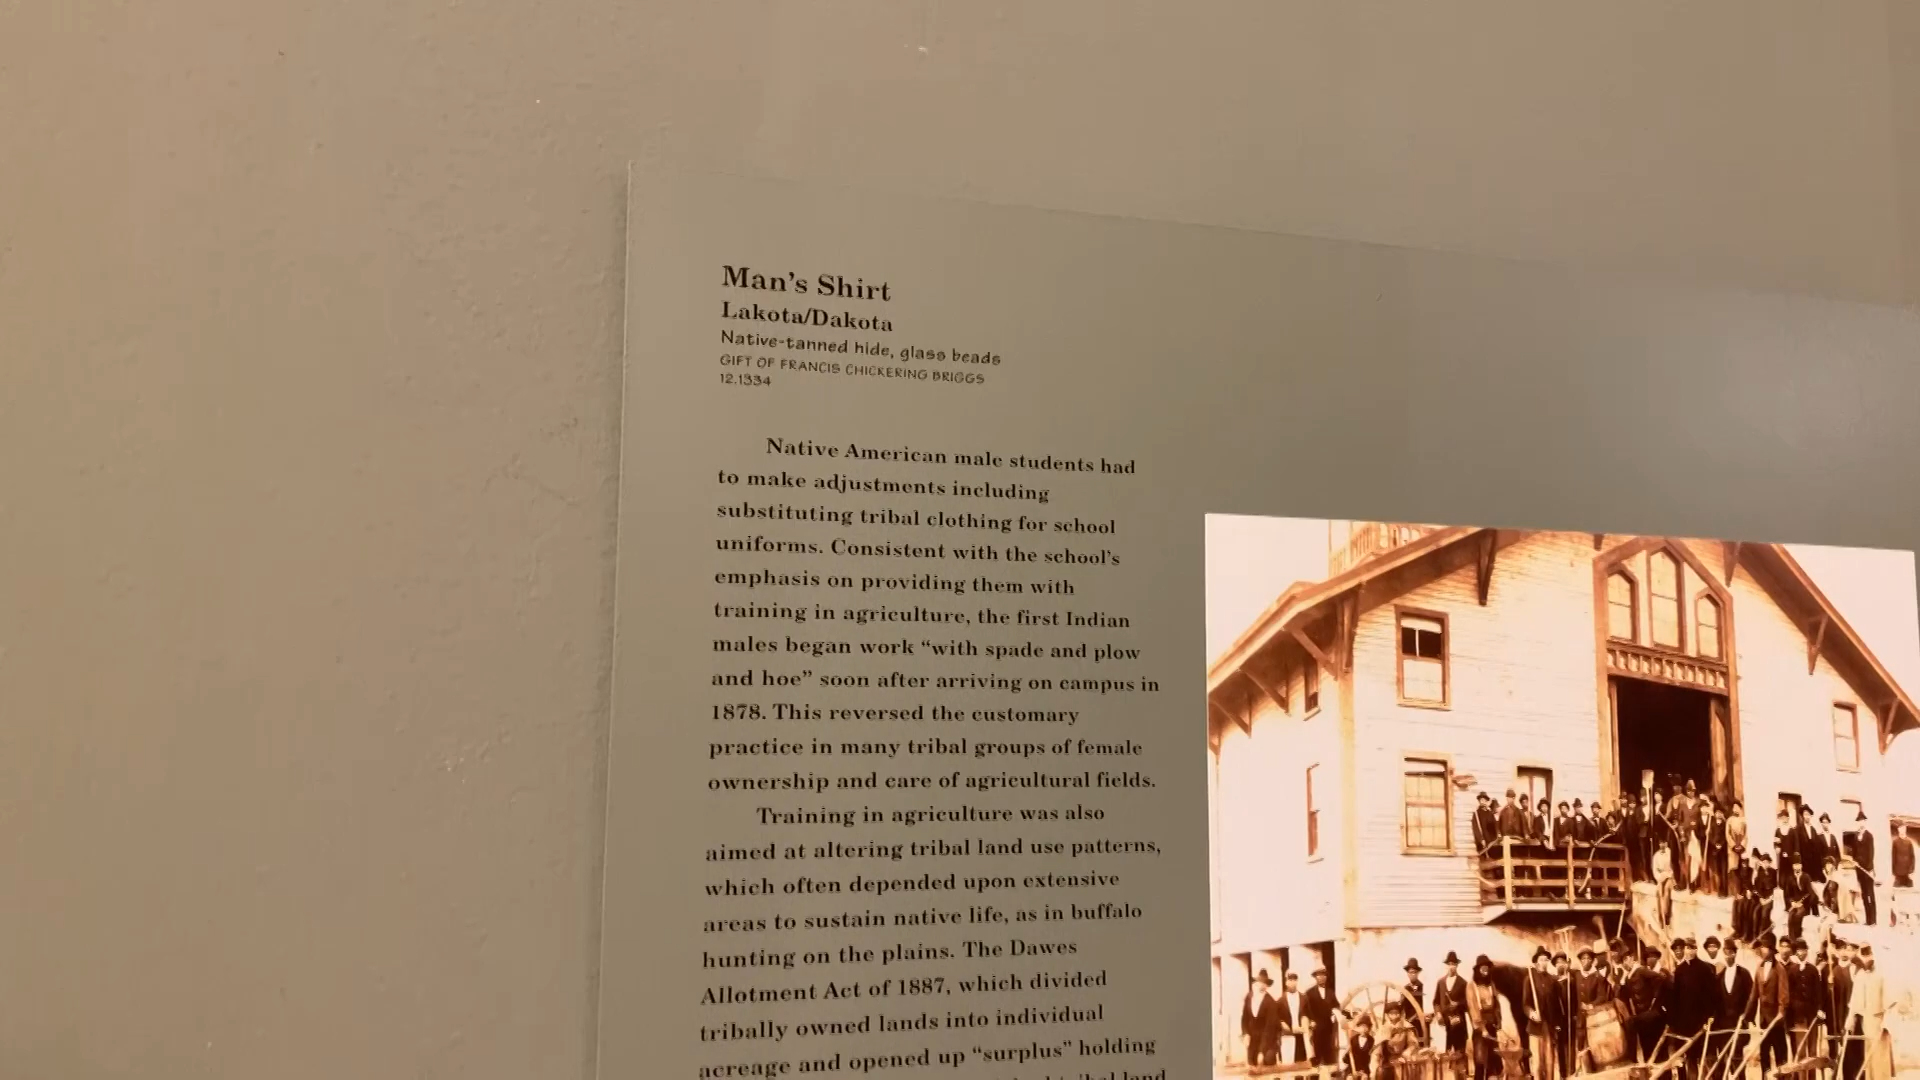 Man's Shirt
Lakota/Dakota
Native-tanned hide, glass beads
GIFT OF FRANCIS CHICKERING BRIGGS
12.1334
Native American male students had
to make adjustments including
substituting tribal clothing for school
uniforms. Consistent with the school's
emphasis on providing them with
training in agriculture, the first Indian
males began work “with spade and plow
and hoe” soon after arriving on campus in
1878. This reversed the customary
practice in many tribal groups of female
ownership and care of agricultural fields.
Training in agriculture was also
aimed at altering tribal land use patterns,
which often depended upon extensive
areas to sustain native life, as in buffalo
hunting on the plains. The Dawes
Allotment Act of 1887, which divided
tribally owned lands into individual
acreage and opened up “surplus” holding
tribal land